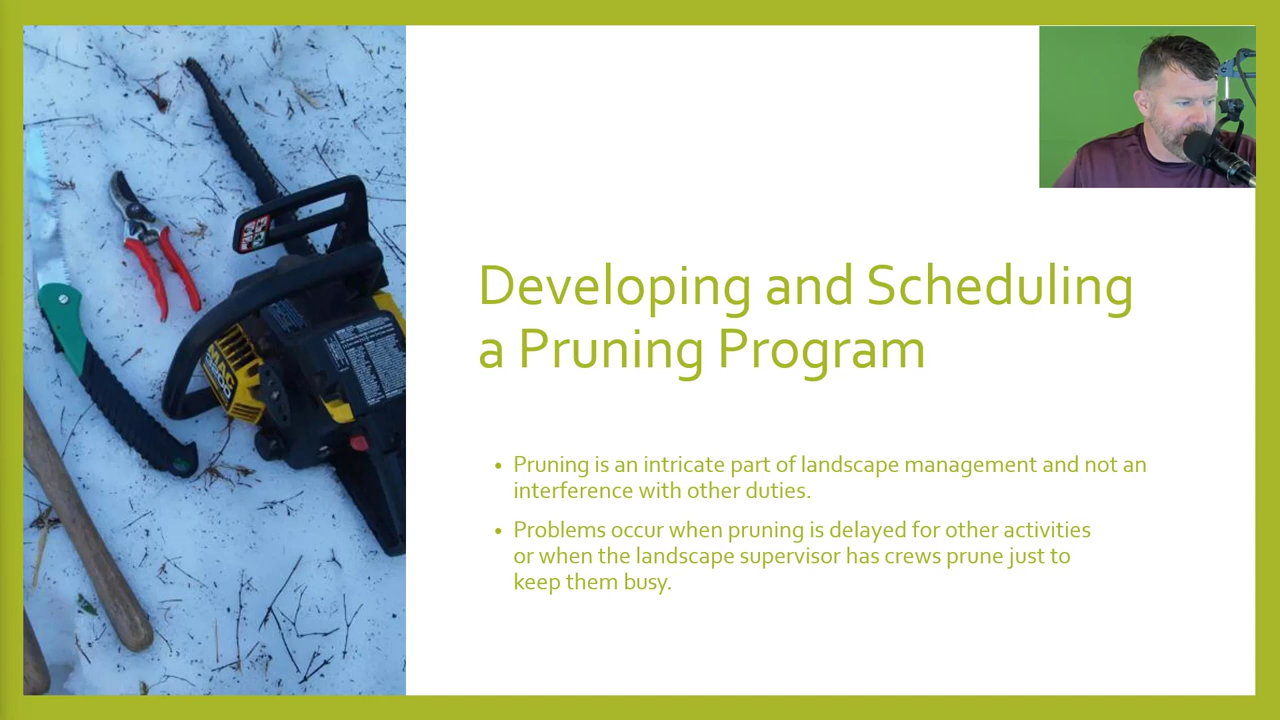 Developing and Scheduling
a Pruning Program
• Pruning is an intricate part of landscape management and not an
interference with other duties.
• Problems occur when pruning is delayed for other activities
or when the landscape supervisor has crews prune just to
keep them busy.
MAC